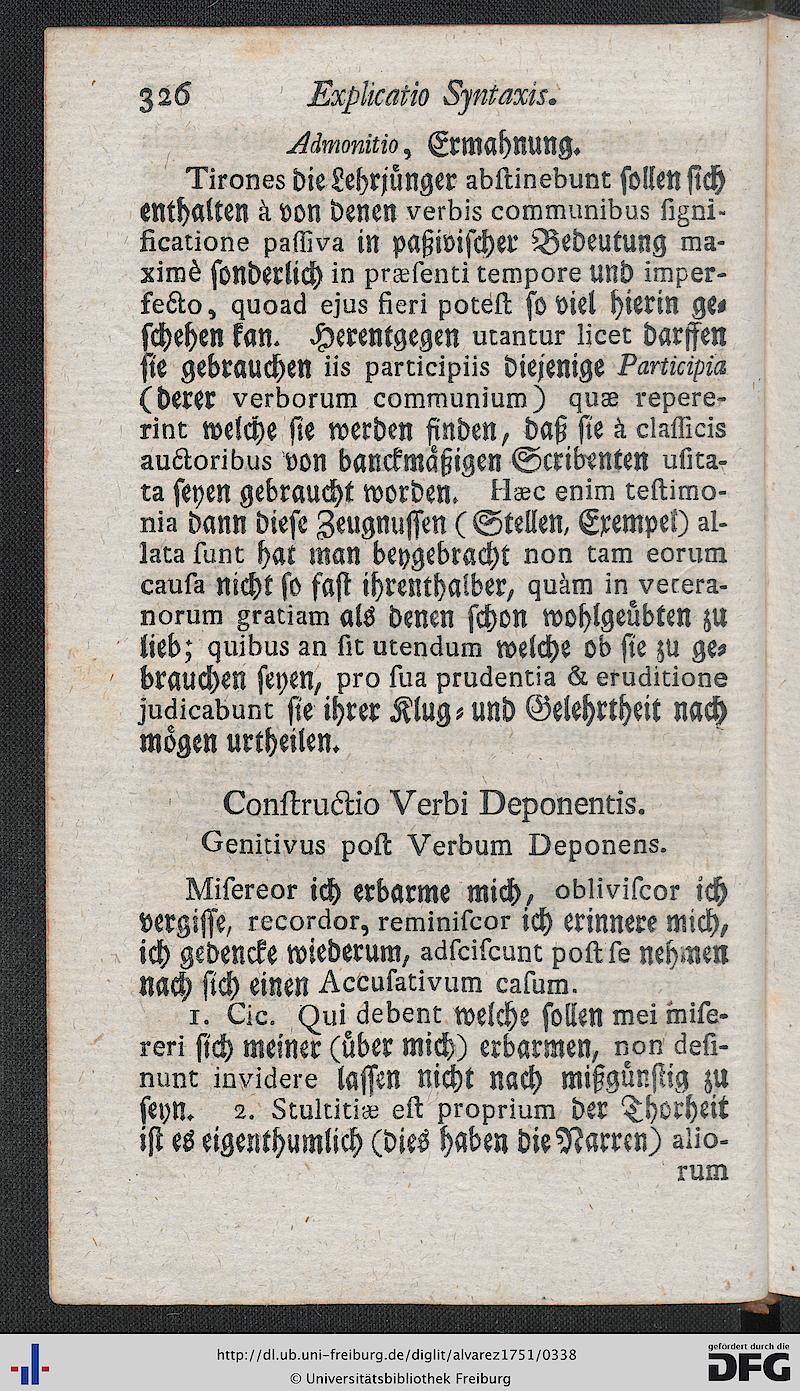 326 Explicatio Syntaxis.
Admonitio, Ermahnung.
Tirones die Lehrjünger abſtinebunt ſollen ſich
enthalten à von denen verbis communibus ſigni-
ficatione paſſiva in paßiviſcher Bedeutung ma-
ximè ſonderlich in præſenti tempore und imper-
fecto, quoad ejus fieri poteſt ſo viel hierin ge-
ſchehen kan. Herentgegen utantur licet darffen
ſie gebrauchen iis participiis diejenige Participia
(derer verborum communium) quæ repere-
rint welche ſie werden finden, daß ſie à claſſicis
auctoribus von banckmäßigen Scribenten uſita-
ta ſeyen gebraucht worden. Hæc enim teſtimo-
nia dann dieſe Zeugnuſſen (Stellen, Exempel) al-
lata ſunt hat man beygebracht non tam eorum
cauſa nicht ſo faſt ihrenthalber, quàm in vetera-
norum gratiam als denen ſchon wohlgeübten zu
lieb; quibus an ſit utendum welche ob ſie zu ge-
brauchen ſeyen, pro ſua prudentia & eruditione
judicabunt ſie ihrer Klug- und Gelehrtheit nach
mögen urtheilen.
Conſtructio Verbi Deponentis.
Genitivus poſt Verbum Deponens.
Miſereor ich erbarme mich, obliviſcor ich
vergiſſe, recordor, reminiſcor ich erinnere mich,
ich gedencke wiederum, adſciſcunt poſt ſe nehmen
nach ſich einen Accuſativum caſum.
1. Cic. Qui debent welche ſollen mei miſe-
reri ſich meiner (über mich) erbarmen, non deſi-
nunt invidere laſſen nicht nach mißgünſtig zu
ſeyn. 2. Stultitiæ eſt proprium der Thorheit
iſt es eigenthumlich (dies haben die Narren) alio-
rum
http://dl.ub.uni-freiburg.de/diglit/alvarez1751/0338
© Universitätsbibliothek Freiburg
gefördert durch die
DFG